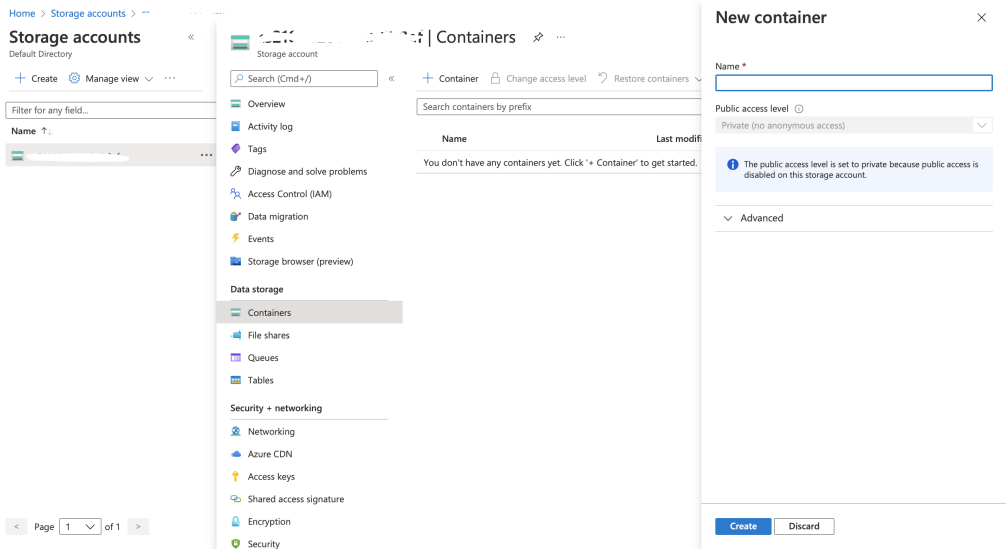 Home > Storage accounts >
Storage accounts
Default Directory
+ Create Manage view ...
Filter for any field...
Name ↑↓
...
< Page 1 of 1 >
| Containers ...
Storage account
Search (Cmd+/)
Overview
Activity log
Tags
Diagnose and solve problems
Access Control (IAM)
Data migration
Events
Storage browser (preview)
Data storage
Containers
File shares
Queues
Tables
Security + networking
Networking
Azure CDN
Access keys
Shared access signature
Encryption
Security
+ Container Change access level Restore containers
Search containers by prefix
Name Last modifi
You don't have any containers yet. Click '+ Container' to get started.
New container
Name *
Public access level
Private (no anonymous access)
The public access level is set to private because public access is
disabled on this storage account.
Advanced
Create Discard